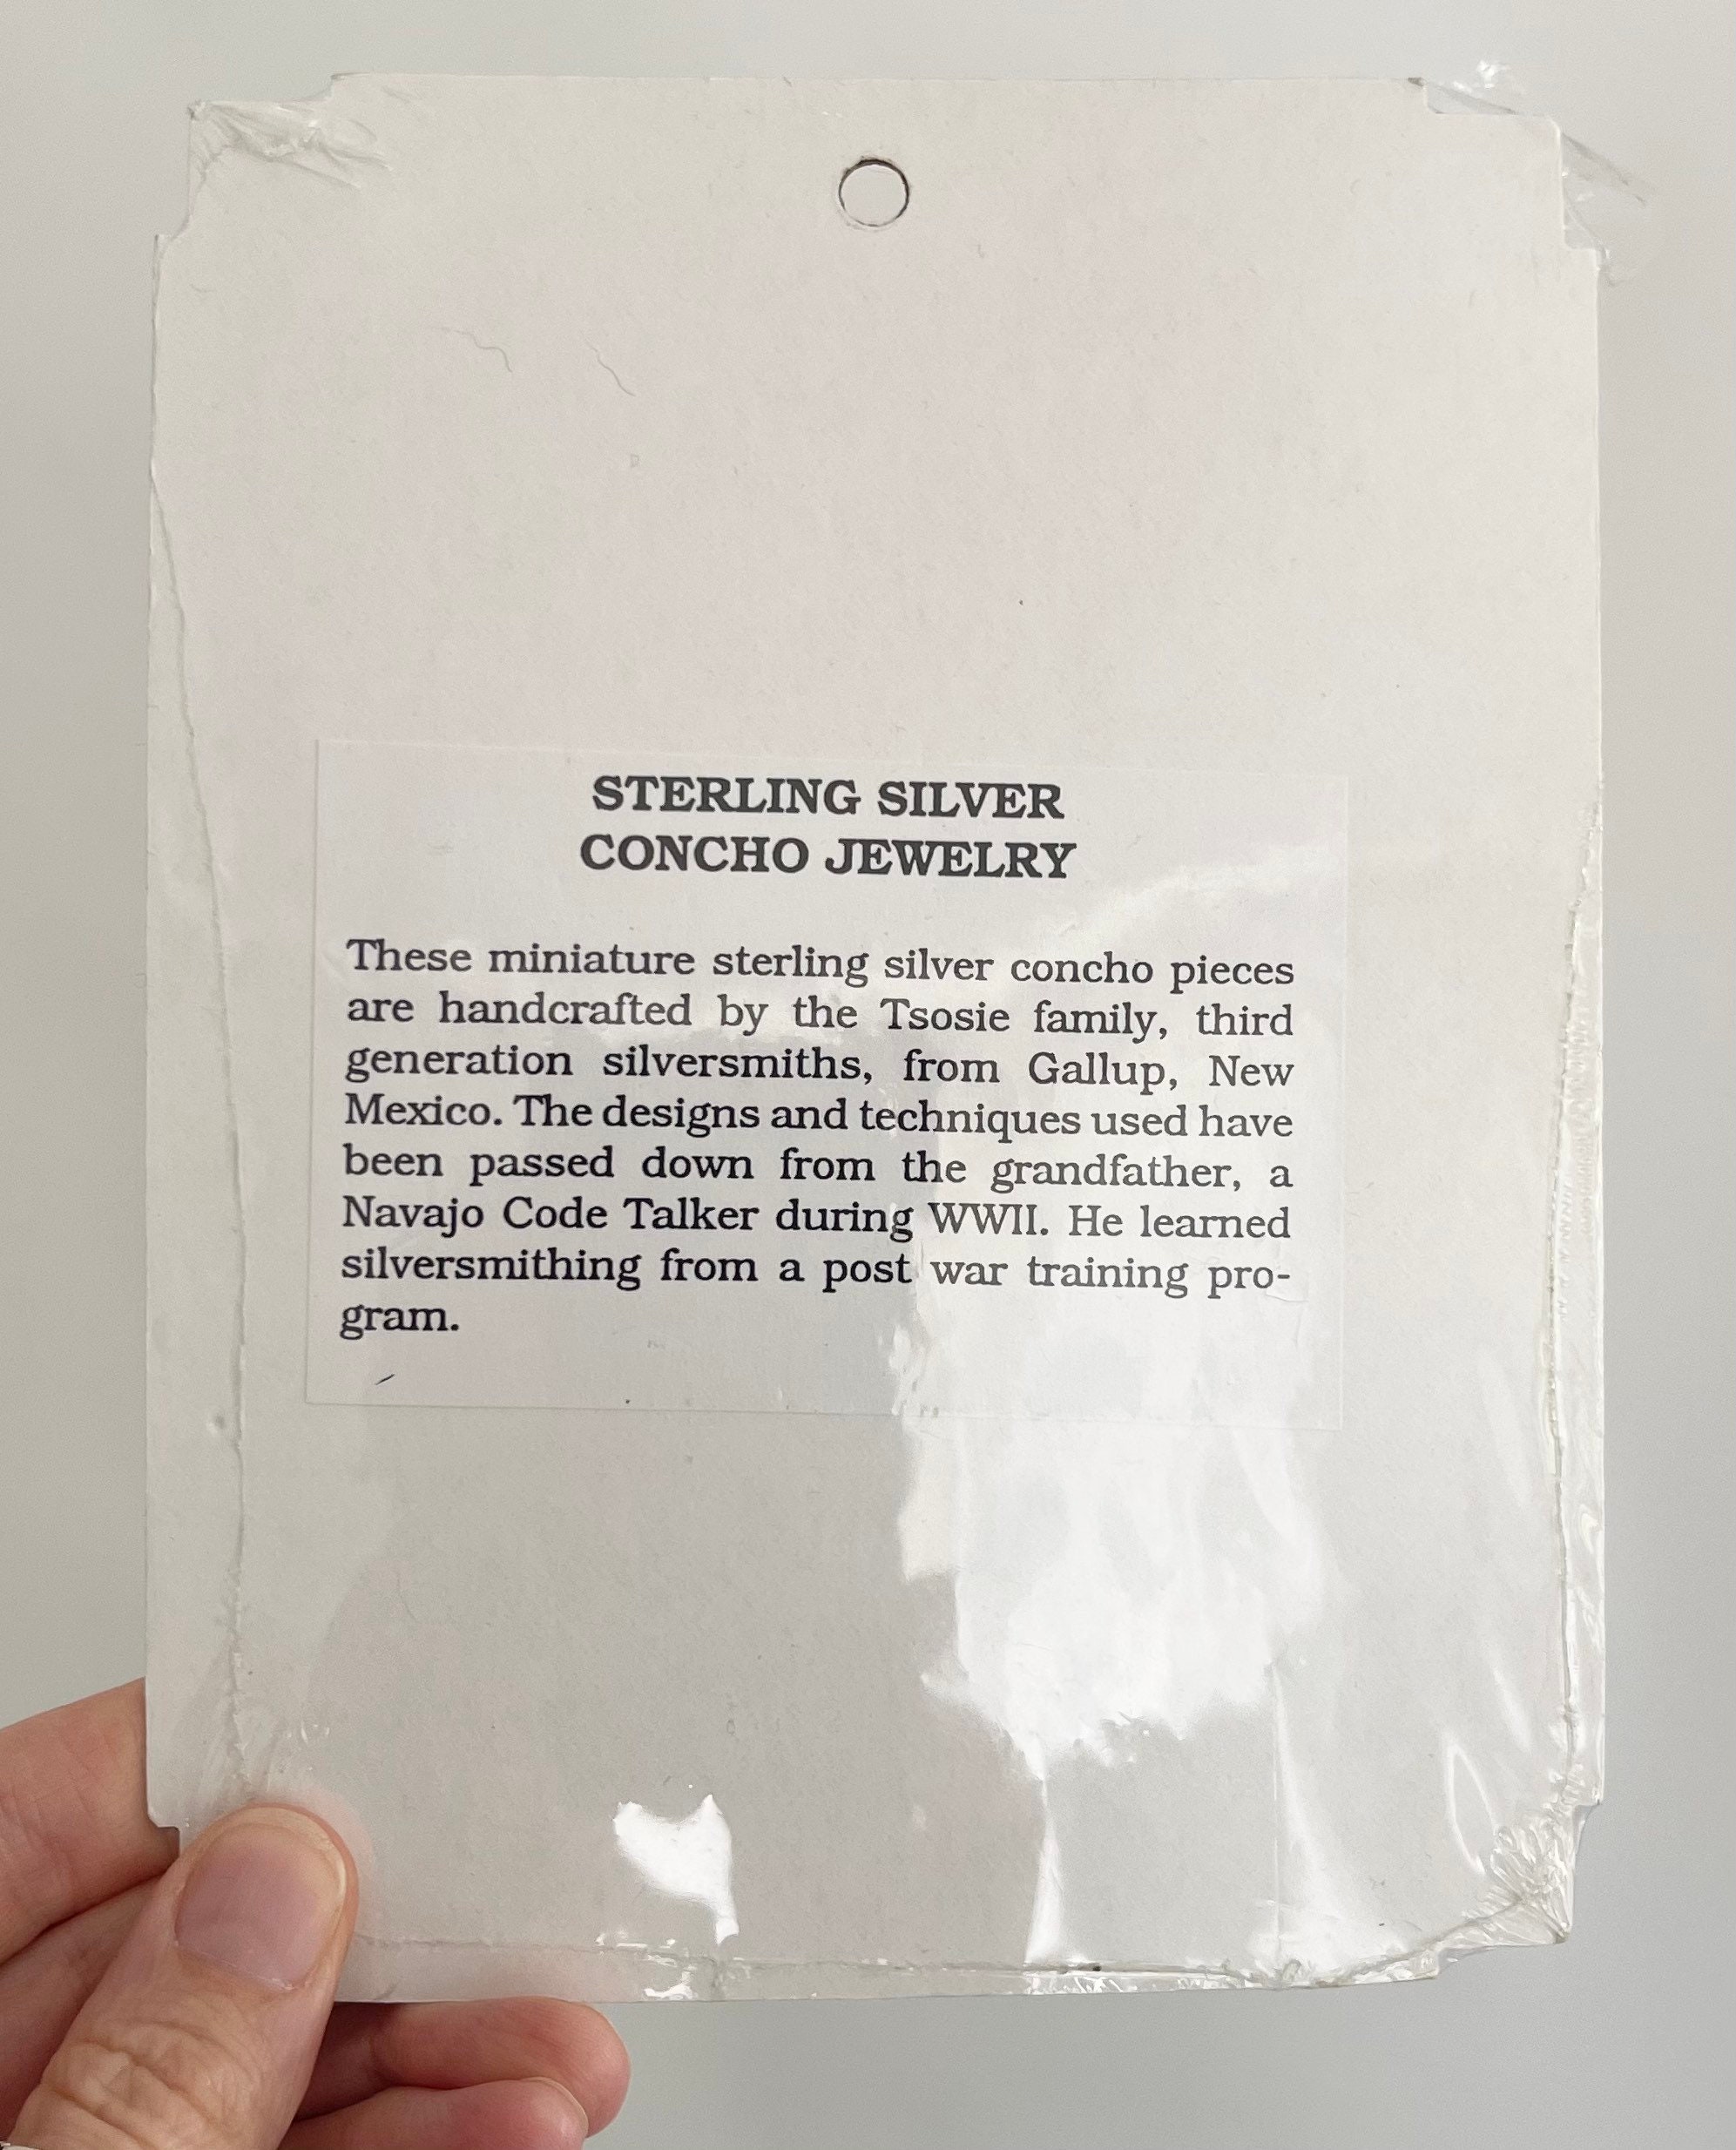 STERLING SILVER
CONCHO JEWELRY
These miniature sterling silver concho pieces
are handcrafted by the Tsosie family, third
generation silversmiths, from Gallup, New
Mexico. The designs and techniques used have
been passed down from the grandfather, a
Navajo Code Talker during WWII. He learned
silversmithing from a post war training pro-
gram.